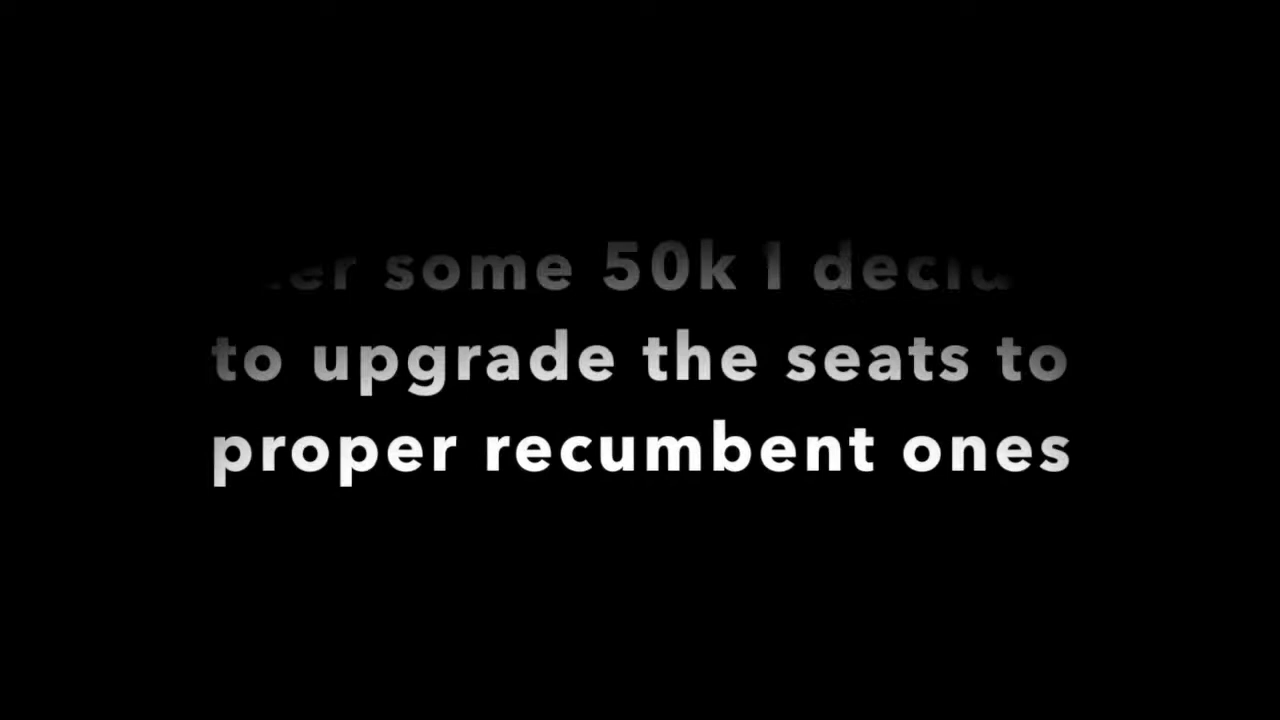 some 50k I
to upgrade the seats to
proper recumbent ones